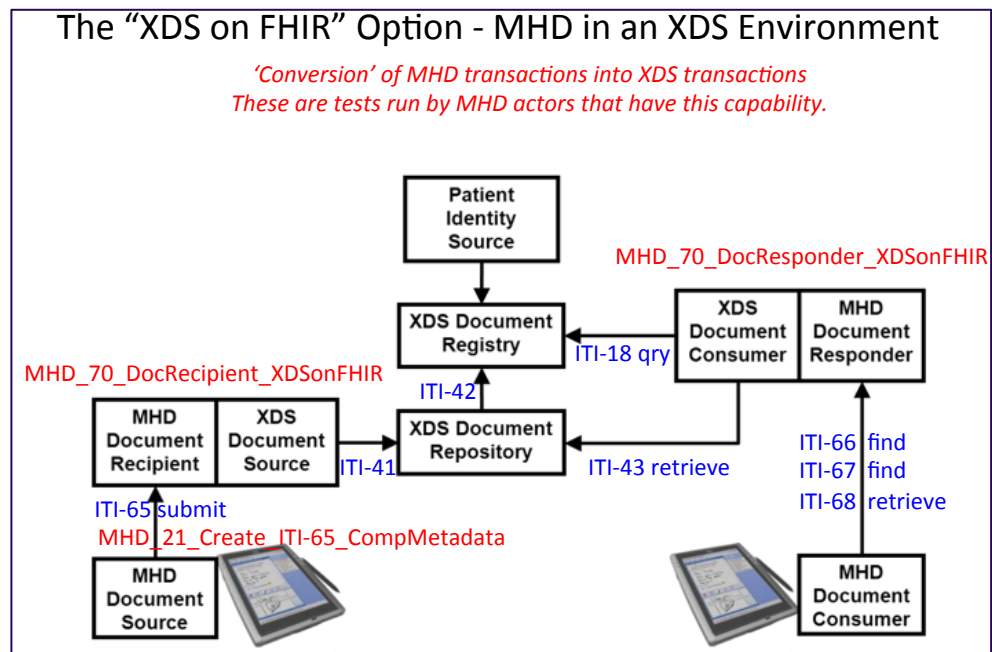 The “XDS on FHIR” Option - MHD in an XDS Environment
‘Conversion’ of MHD transactions into XDS transactions
These are tests run by MHD actors that have this capability.
Patient
Identity
Source
MHD_70_DocResponder_XDSonFHIR
XDS Document
Registry
XDS
Document
Consumer
MHD
Document
Responder
ITI-18 qry
MHD_70_DocRecipient_XDSonFHIR
ITI-42
MHD
Document
Recipient
XDS
Document
Source
XDS Document
Repository
ITI-41
ITI-43 retrieve
ITI-66 find
ITI-67 find
ITI-68 retrieve
ITI-65 submit
MHD_21_Create_ITI-65_CompMetadata
MHD
Document
Source
MHD
Document
Consumer